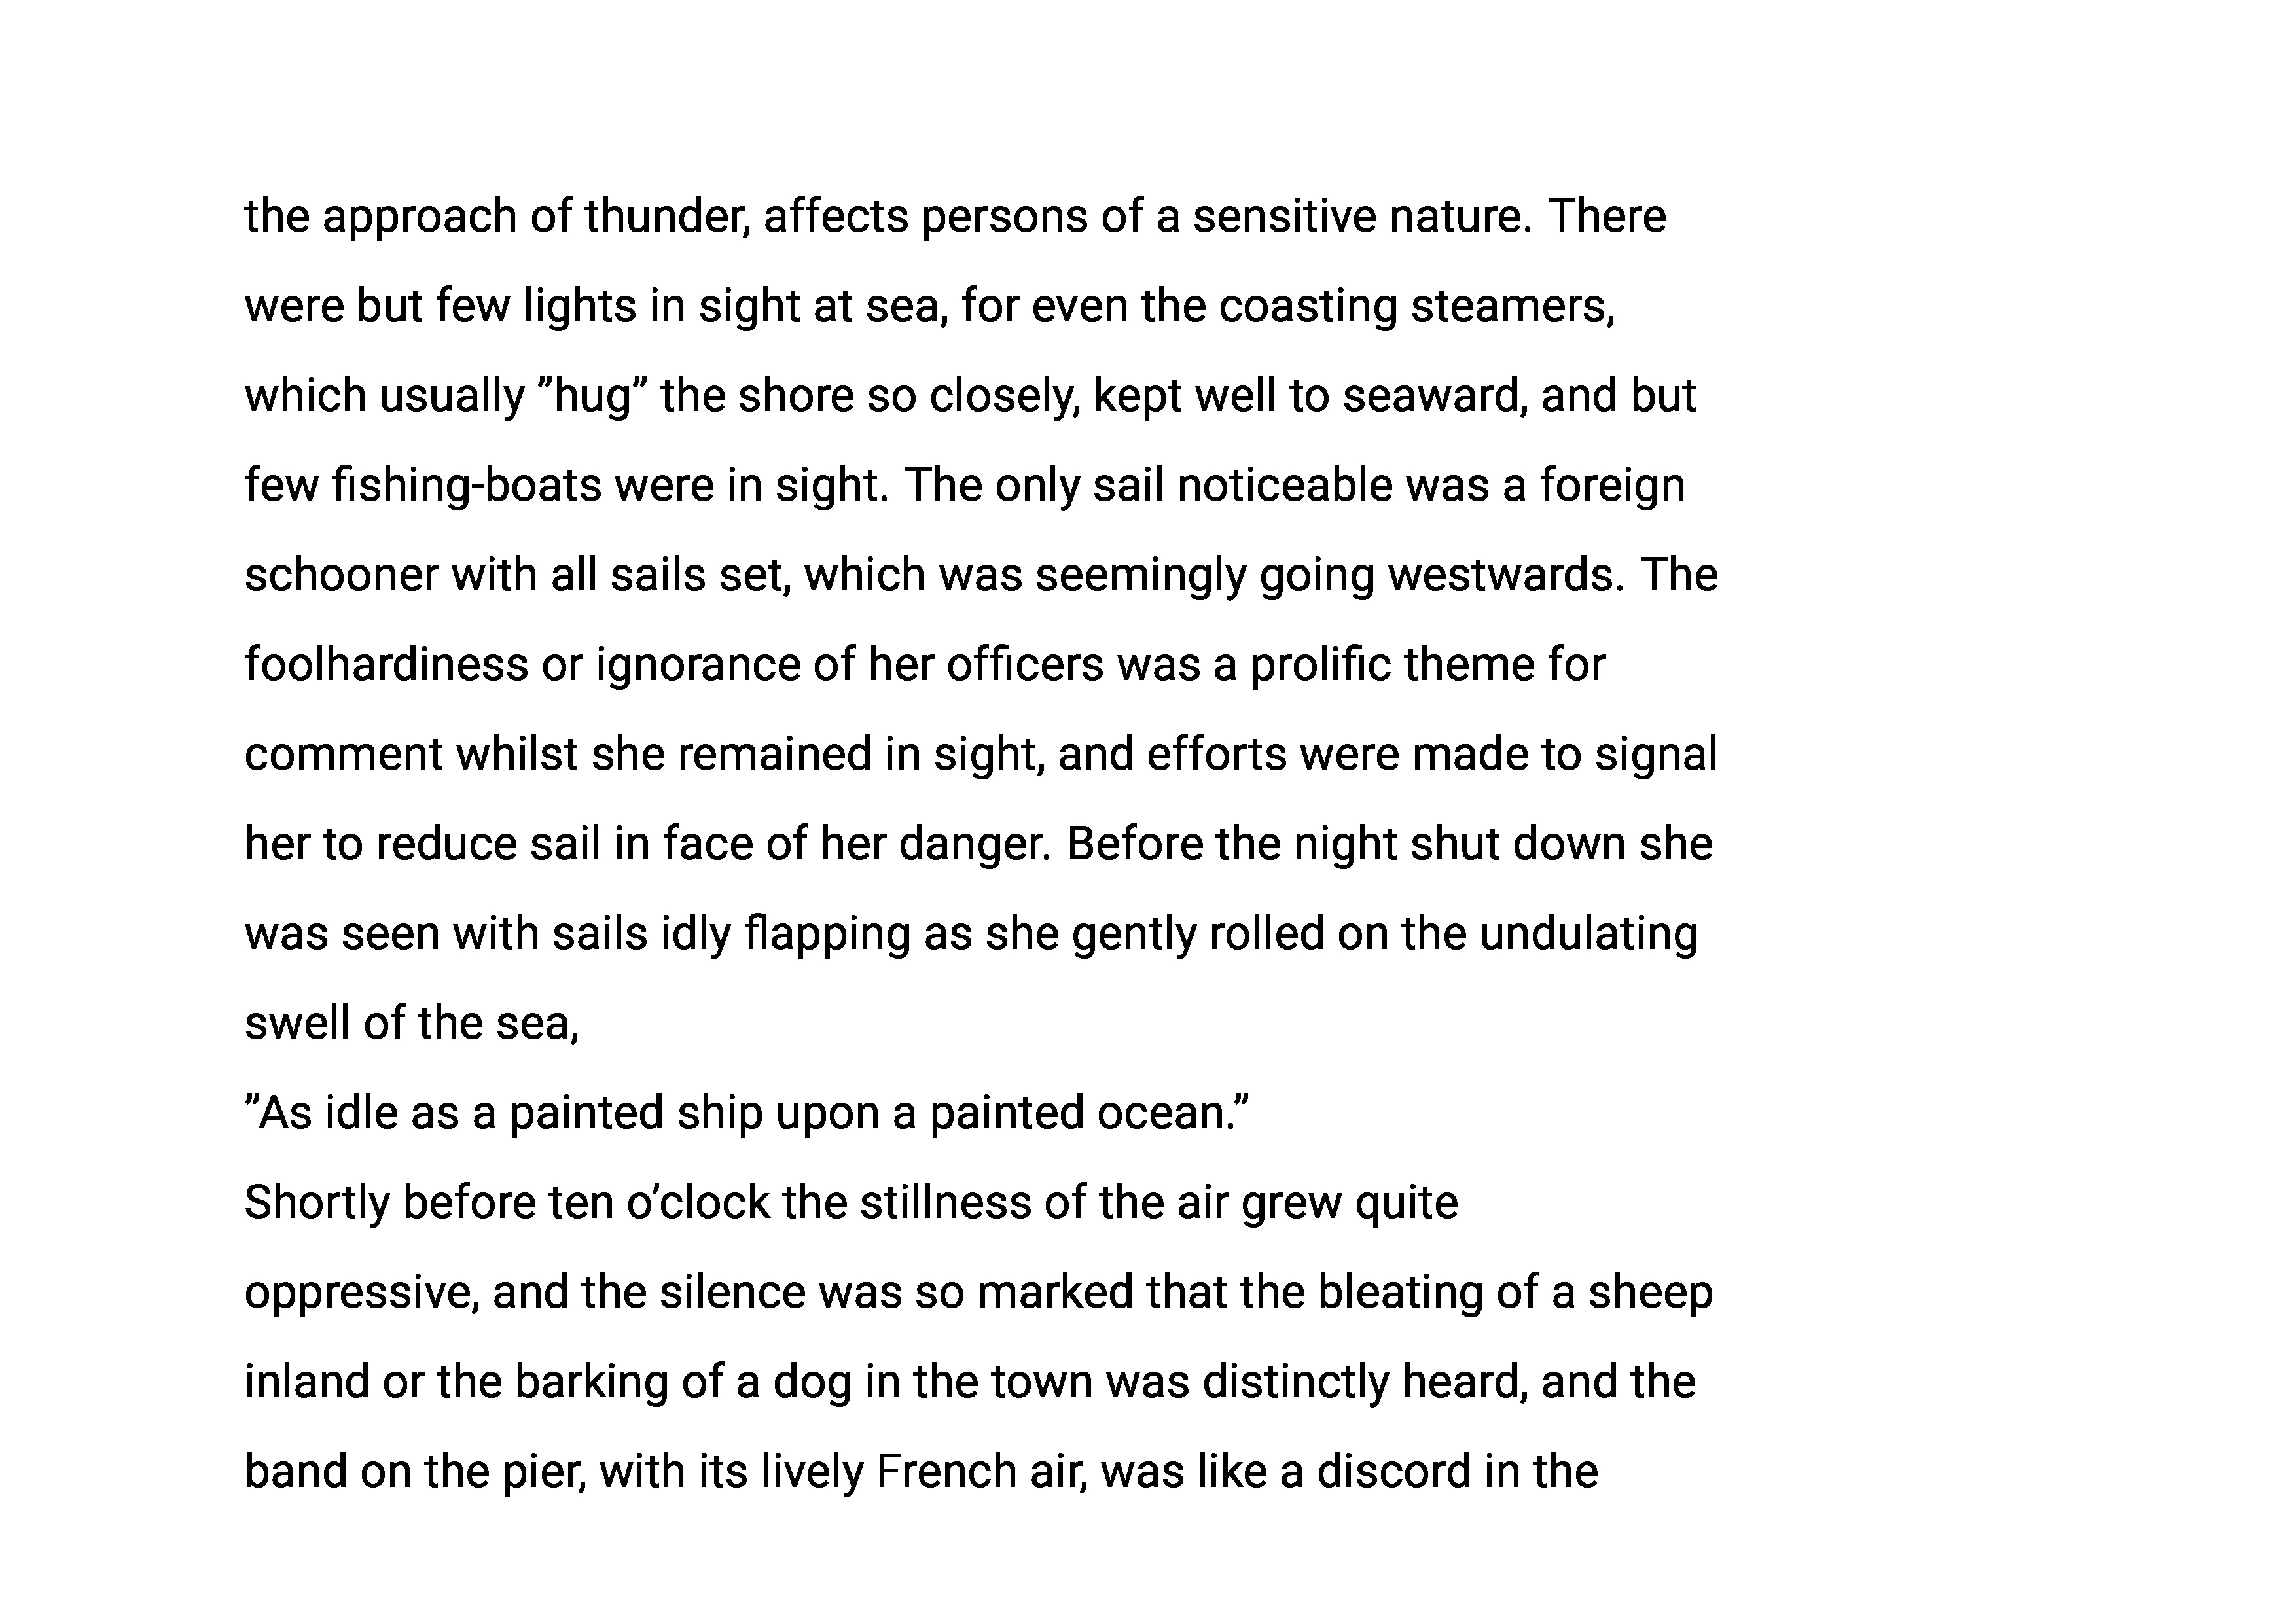 the approach of thunder, affects persons of a sensitive nature. There
were but few lights in sight at sea, for even the coasting steamers,
which usually ”hug” the shore so closely, kept well to seaward, and but
few fishing-boats were in sight. The only sail noticeable was a foreign
schooner with all sails set, which was seemingly going westwards. The
foolhardiness or ignorance of her officers was a prolific theme for
comment whilst she remained in sight, and efforts were made to signal
her to reduce sail in face of her danger. Before the night shut down she
was seen with sails idly flapping as she gently rolled on the undulating
swell of the sea,
”As idle as a painted ship upon a painted ocean.”
Shortly before ten o’clock the stillness of the air grew quite
oppressive, and the silence was so marked that the bleating of a sheep
inland or the barking of a dog in the town was distinctly heard, and the
band on the pier, with its lively French air, was like a discord in the